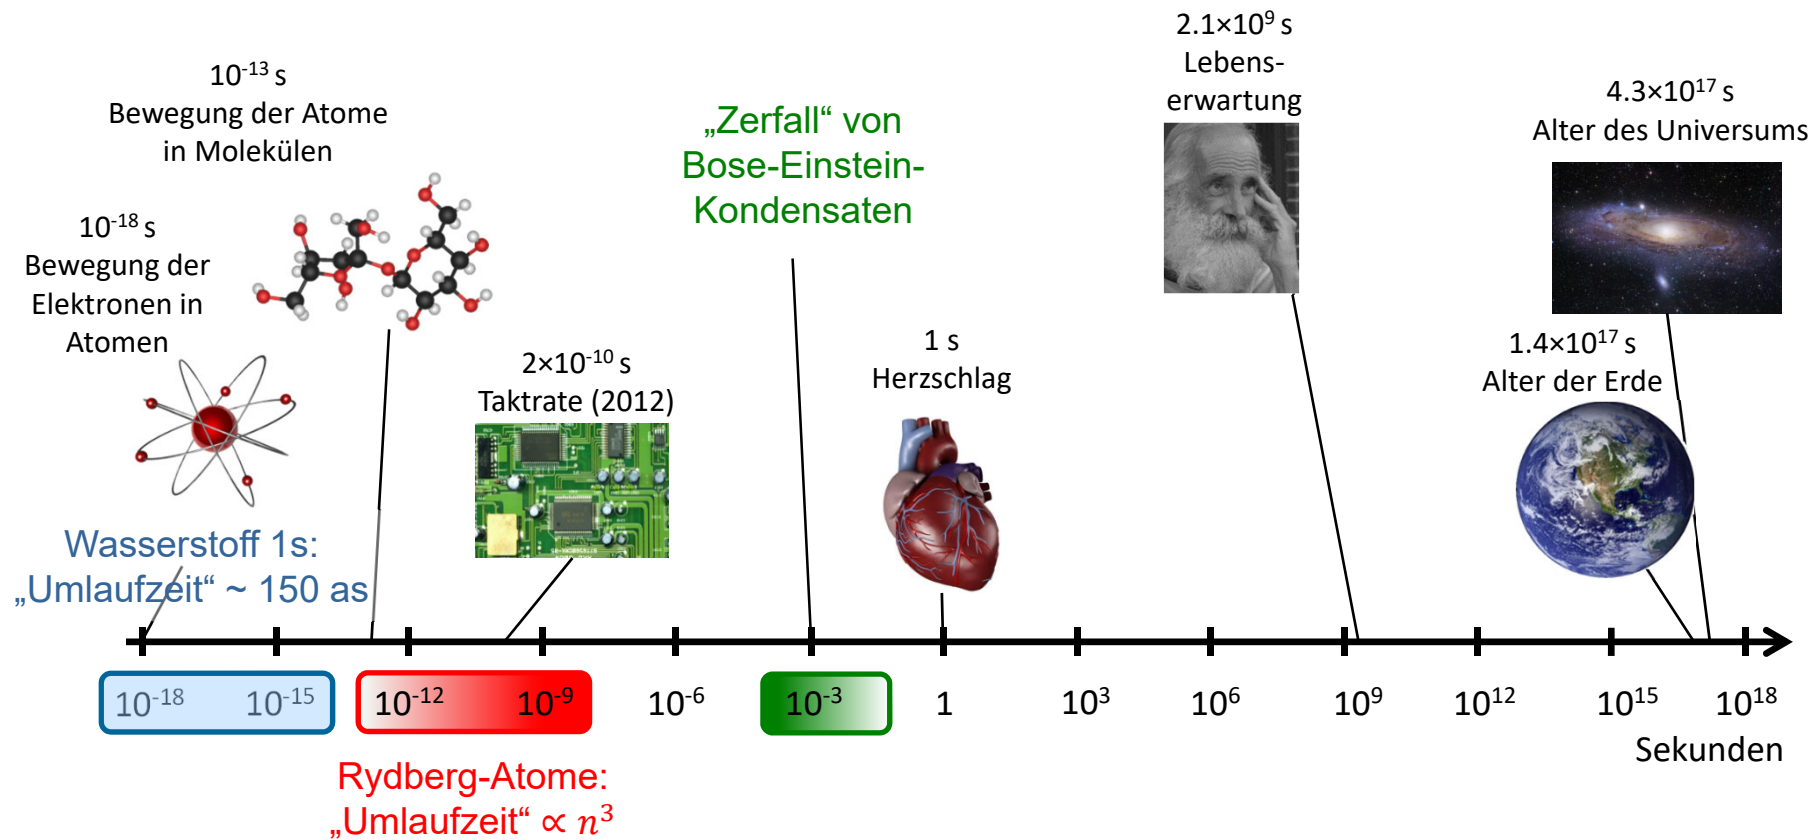 10⁻¹³ s
Bewegung der Atome
in Molekülen
10⁻¹⁸ s
Bewegung der
Elektronen in
Atomen
Wasserstoff 1s:
„Umlaufzeit“ ~ 150 as
2×10⁻¹⁰ s
Taktrate (2012)
„Zerfall“ von
Bose-Einstein-
Kondensaten
1 s
Herzschlag
2.1×10⁹ s
Lebens-
erwartung
4.3×10¹⁷ s
Alter des Universums
1.4×10¹⁷ s
Alter der Erde
10⁻¹⁸ 10⁻¹⁵ 10⁻¹² 10⁻⁹ 10⁻⁶ 10⁻³ 1 10³ 10⁶ 10⁹ 10¹² 10¹⁵ 10¹⁸
Sekunden
Rydberg-Atome:
„Umlaufzeit“ ∝ n³